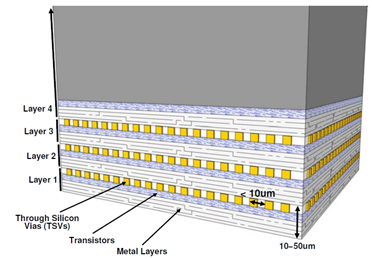 Layer 4
Layer 3
Layer 2
Layer 1
< 10um
Through Silicon
Vias (TSVs)
Transistors
Metal Layers
10-50um